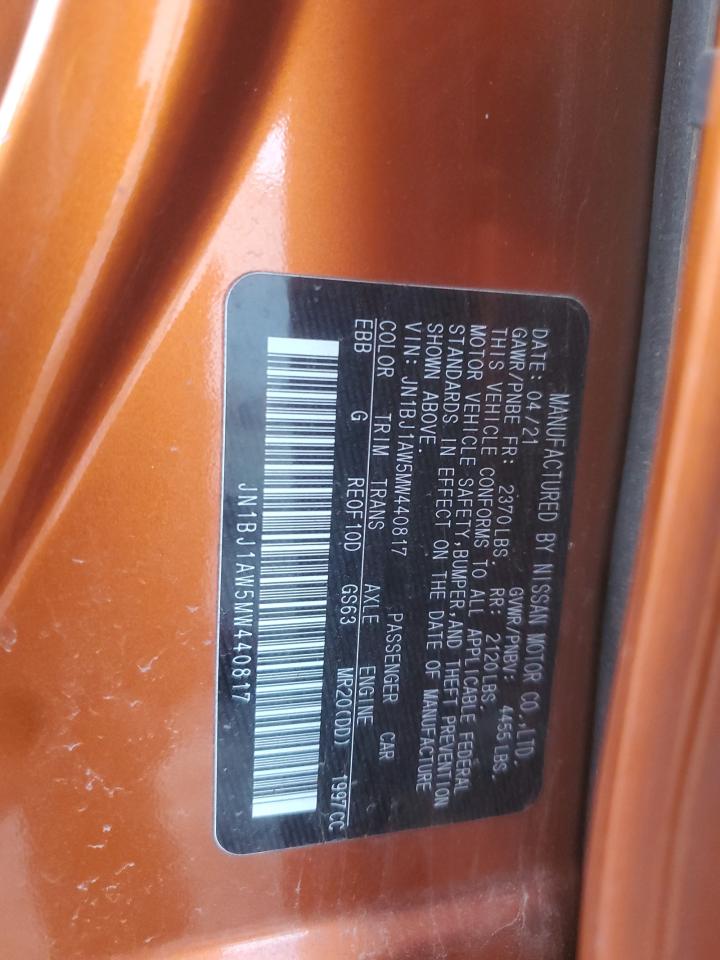 MANUFACTURED BY NISSAN MOTOR CO.,LTD.
DATE: 04/21 GVWR/PNBV: 4455 LBS.
GAWR/PNBE FR: 2370LBS. RR: 2120LBS.
THIS VEHICLE CONFORMS TO ALL APPLICABLE FEDERAL
MOTOR VEHICLE SAFETY,BUMPER,AND THEFT PREVENTION
STANDARDS IN EFFECT ON THE DATE OF MANUFACTURE
SHOWN ABOVE.
VIN: JN1BJ1AW5MW440817 PASSENGER CAR
COLOR TRIM TRANS AXLE ENGINE
EBB G RE0F10D GS63 MR20(DD) 1997CC
JN1BJ1AW5MW440817